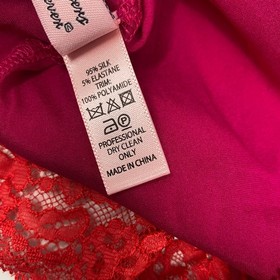 95% SILK
5% ELASTANE
TRIM:
100% POLYAMIDE
PROFESSIONAL
DRY CLEAN
ONLY
MADE IN CHINA